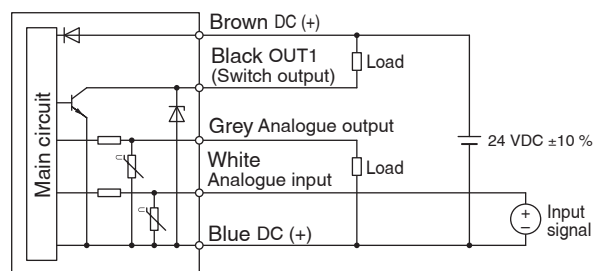 Brown DC (+)
Black OUT1
(Switch output)
Load
Main circuit
Grey Analogue output
24 VDC ±10 %
White
Analogue input
Load
Input
signal
+
−
Blue DC (+)
U
U